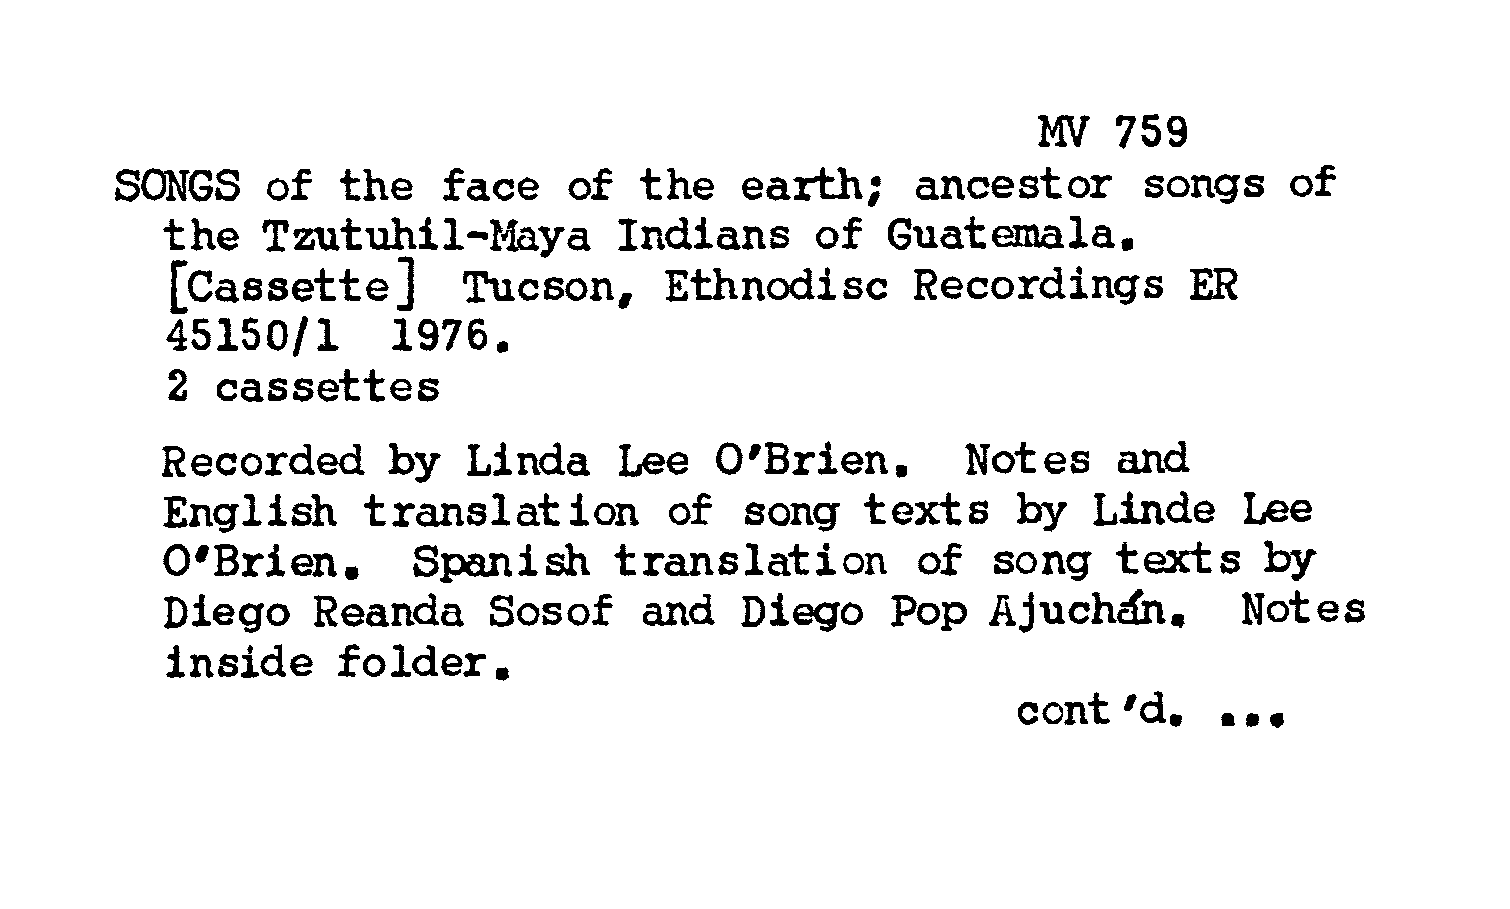 MV 759
SONGS of the face of the earth; ancestor songs of
the Tzutuhil-Maya Indians of Guatemala.
[Cassette] Tucson, Ethnodisc Recordings ER
45150/1 1976.
2 cassettes
Recorded by Linda Lee O'Brien. Notes and
English translation of song texts by Linde Lee
O'Brien. Spanish translation of song texts by
Diego Reanda Sosof and Diego Pop Ajuchán. Notes
inside folder.
cont'd. ...